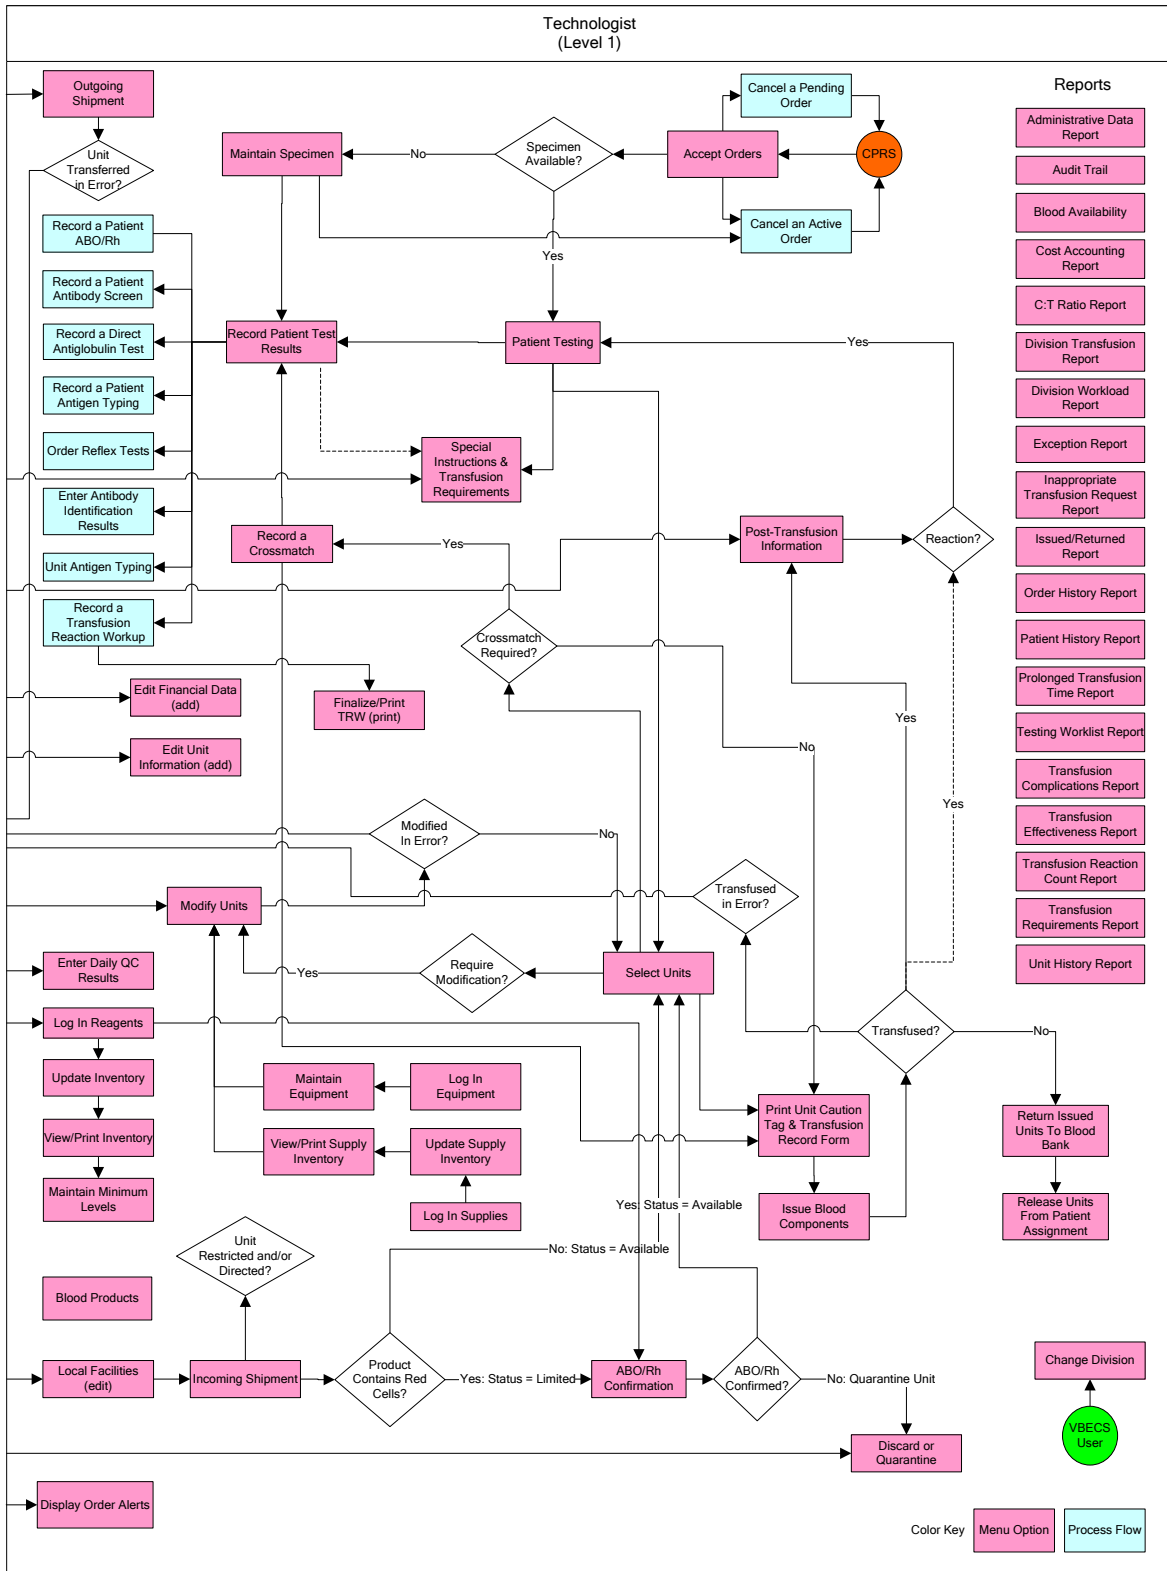 Technologist
(Level 1)
Outgoing
Shipment
Unit
Transferred
in Error?
Maintain Specimen
No
Specimen
Available?
Accept Orders
Cancel a Pending
Order
CPRS
Cancel an Active
Order
Yes
Record a Patient
ABO/Rh
Record a Patient
Antibody Screen
Record a Direct
Antiglobulin Test
Record a Patient
Antigen Typing
Order Reflex Tests
Enter Antibody
Identification
Results
Unit Antigen Typing
Record a
Transfusion
Reaction Workup
Record Patient Test
Results
Patient Testing
Yes
Special
Instructions &
Transfusion
Requirements
Record a
Crossmatch
Yes
Post-Transfusion
Information
Reaction?
Crossmatch
Required?
Edit Financial Data
(add)
Finalize/Print
TRW (print)
Edit Unit
Information (add)
No
Yes
Yes
Modified
In Error?
No
Transfused
in Error?
Modify Units
Enter Daily QC
Results
Yes
Require
Modification?
Select Units
Log In Reagents
Transfused?
No
Update Inventory
Maintain
Equipment
Log In
Equipment
View/Print Inventory
View/Print Supply
Inventory
Update Supply
Inventory
Print Unit Caution
Tag & Transfusion
Record Form
Return Issued
Units To Blood
Bank
Maintain Minimum
Levels
Log In Supplies
Yes: Status = Available
Issue Blood
Components
Release Units
From Patient
Assignment
Unit
Restricted and/or
Directed?
No: Status = Available
Blood Products
Local Facilities
(edit)
Incoming Shipment
Product
Contains Red
Cells?
Yes: Status = Limited
ABO/Rh
Confirmation
ABO/Rh
Confirmed?
No: Quarantine Unit
Discard or
Quarantine
Display Order Alerts
Reports
Administrative Data
Report
Audit Trail
Blood Availability
Cost Accounting
Report
C:T Ratio Report
Division Transfusion
Report
Division Workload
Report
Exception Report
Inappropriate
Transfusion Request
Report
Issued/Returned
Report
Order History Report
Patient History Report
Prolonged Transfusion
Time Report
Testing Worklist Report
Transfusion
Complications Report
Transfusion
Effectiveness Report
Transfusion Reaction
Count Report
Transfusion
Requirements Report
Unit History Report
Change Division
VBECS
User
Color Key
Menu Option
Process Flow